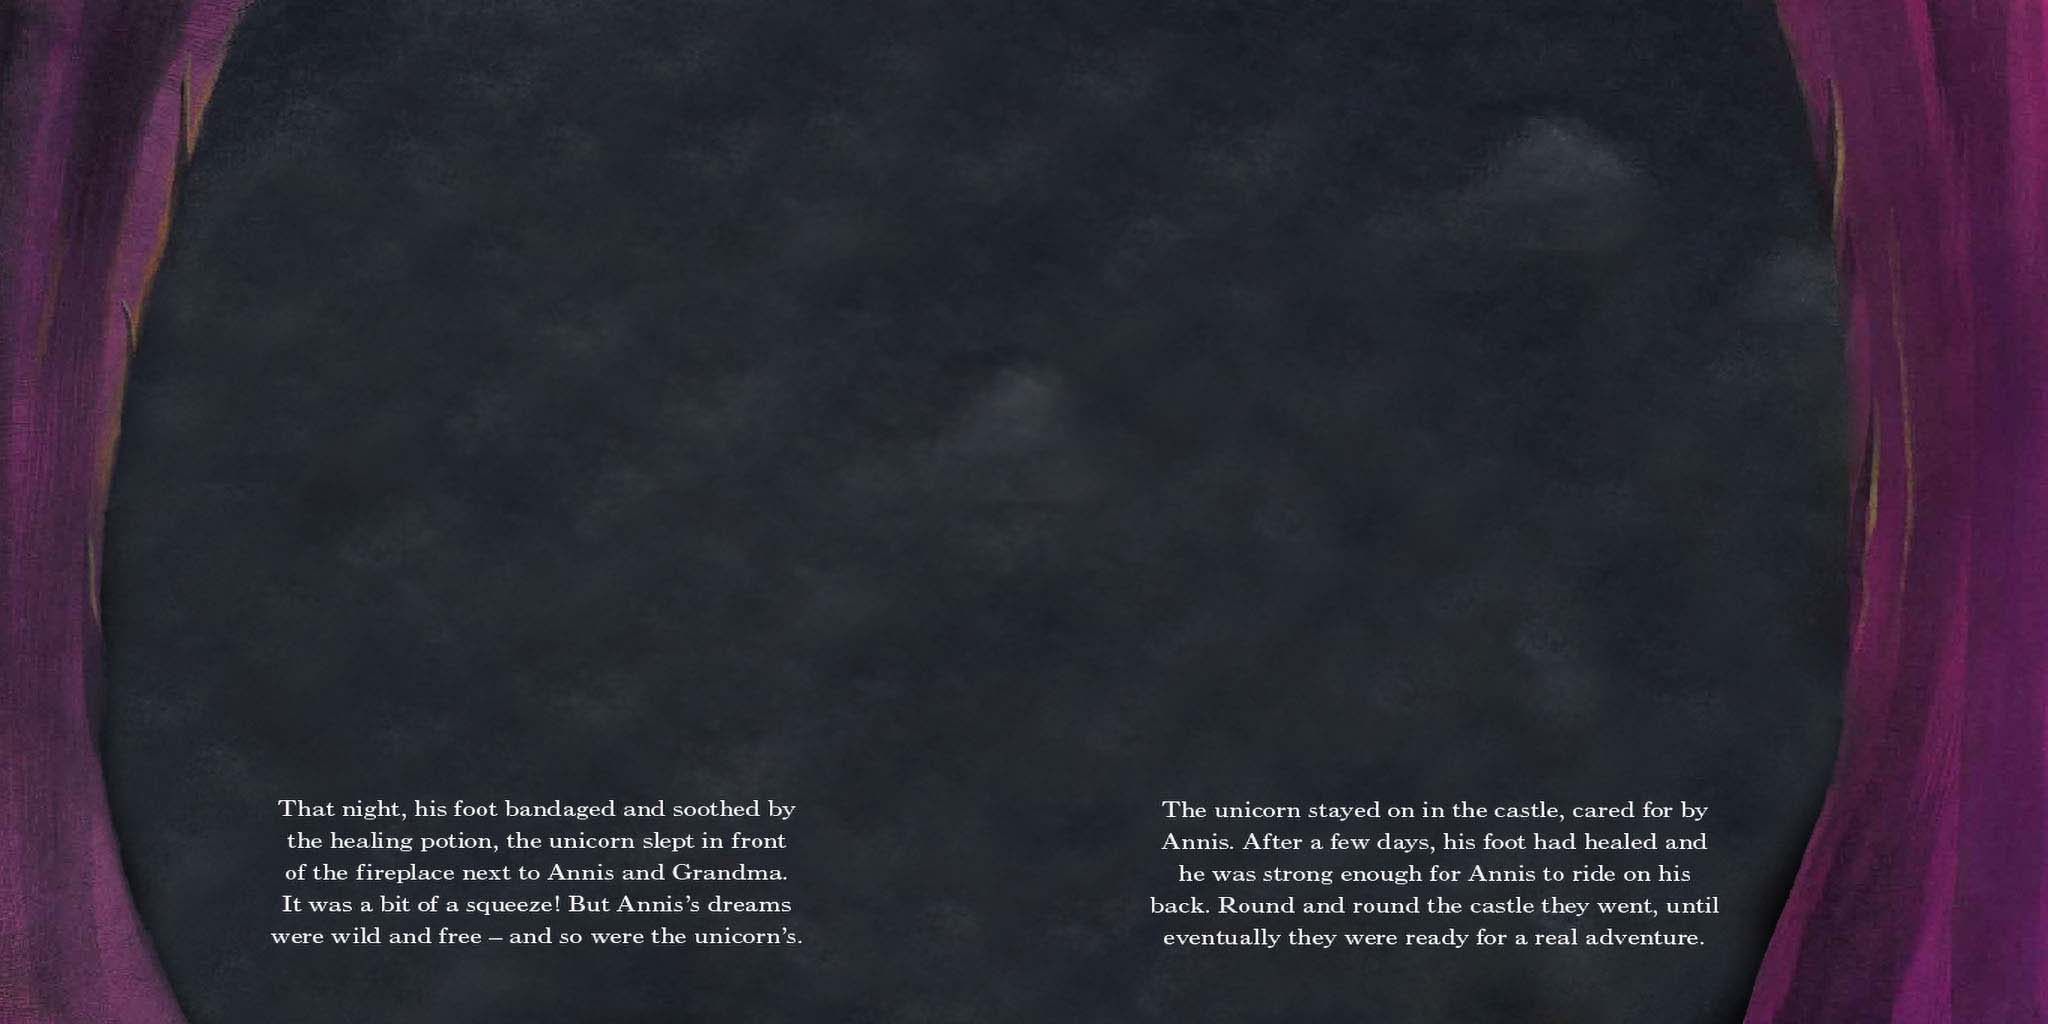 That night, his foot bandaged and soothed by
the healing potion, the unicorn slept in front
of the fireplace next to Annis and Grandma.
It was a bit of a squeeze! But Annis’s dreams
were wild and free – and so were the unicorn’s.
The unicorn stayed on in the castle, cared for by
Annis. After a few days, his foot had healed and
he was strong enough for Annis to ride on his
back. Round and round the castle they went, until
eventually they were ready for a real adventure.